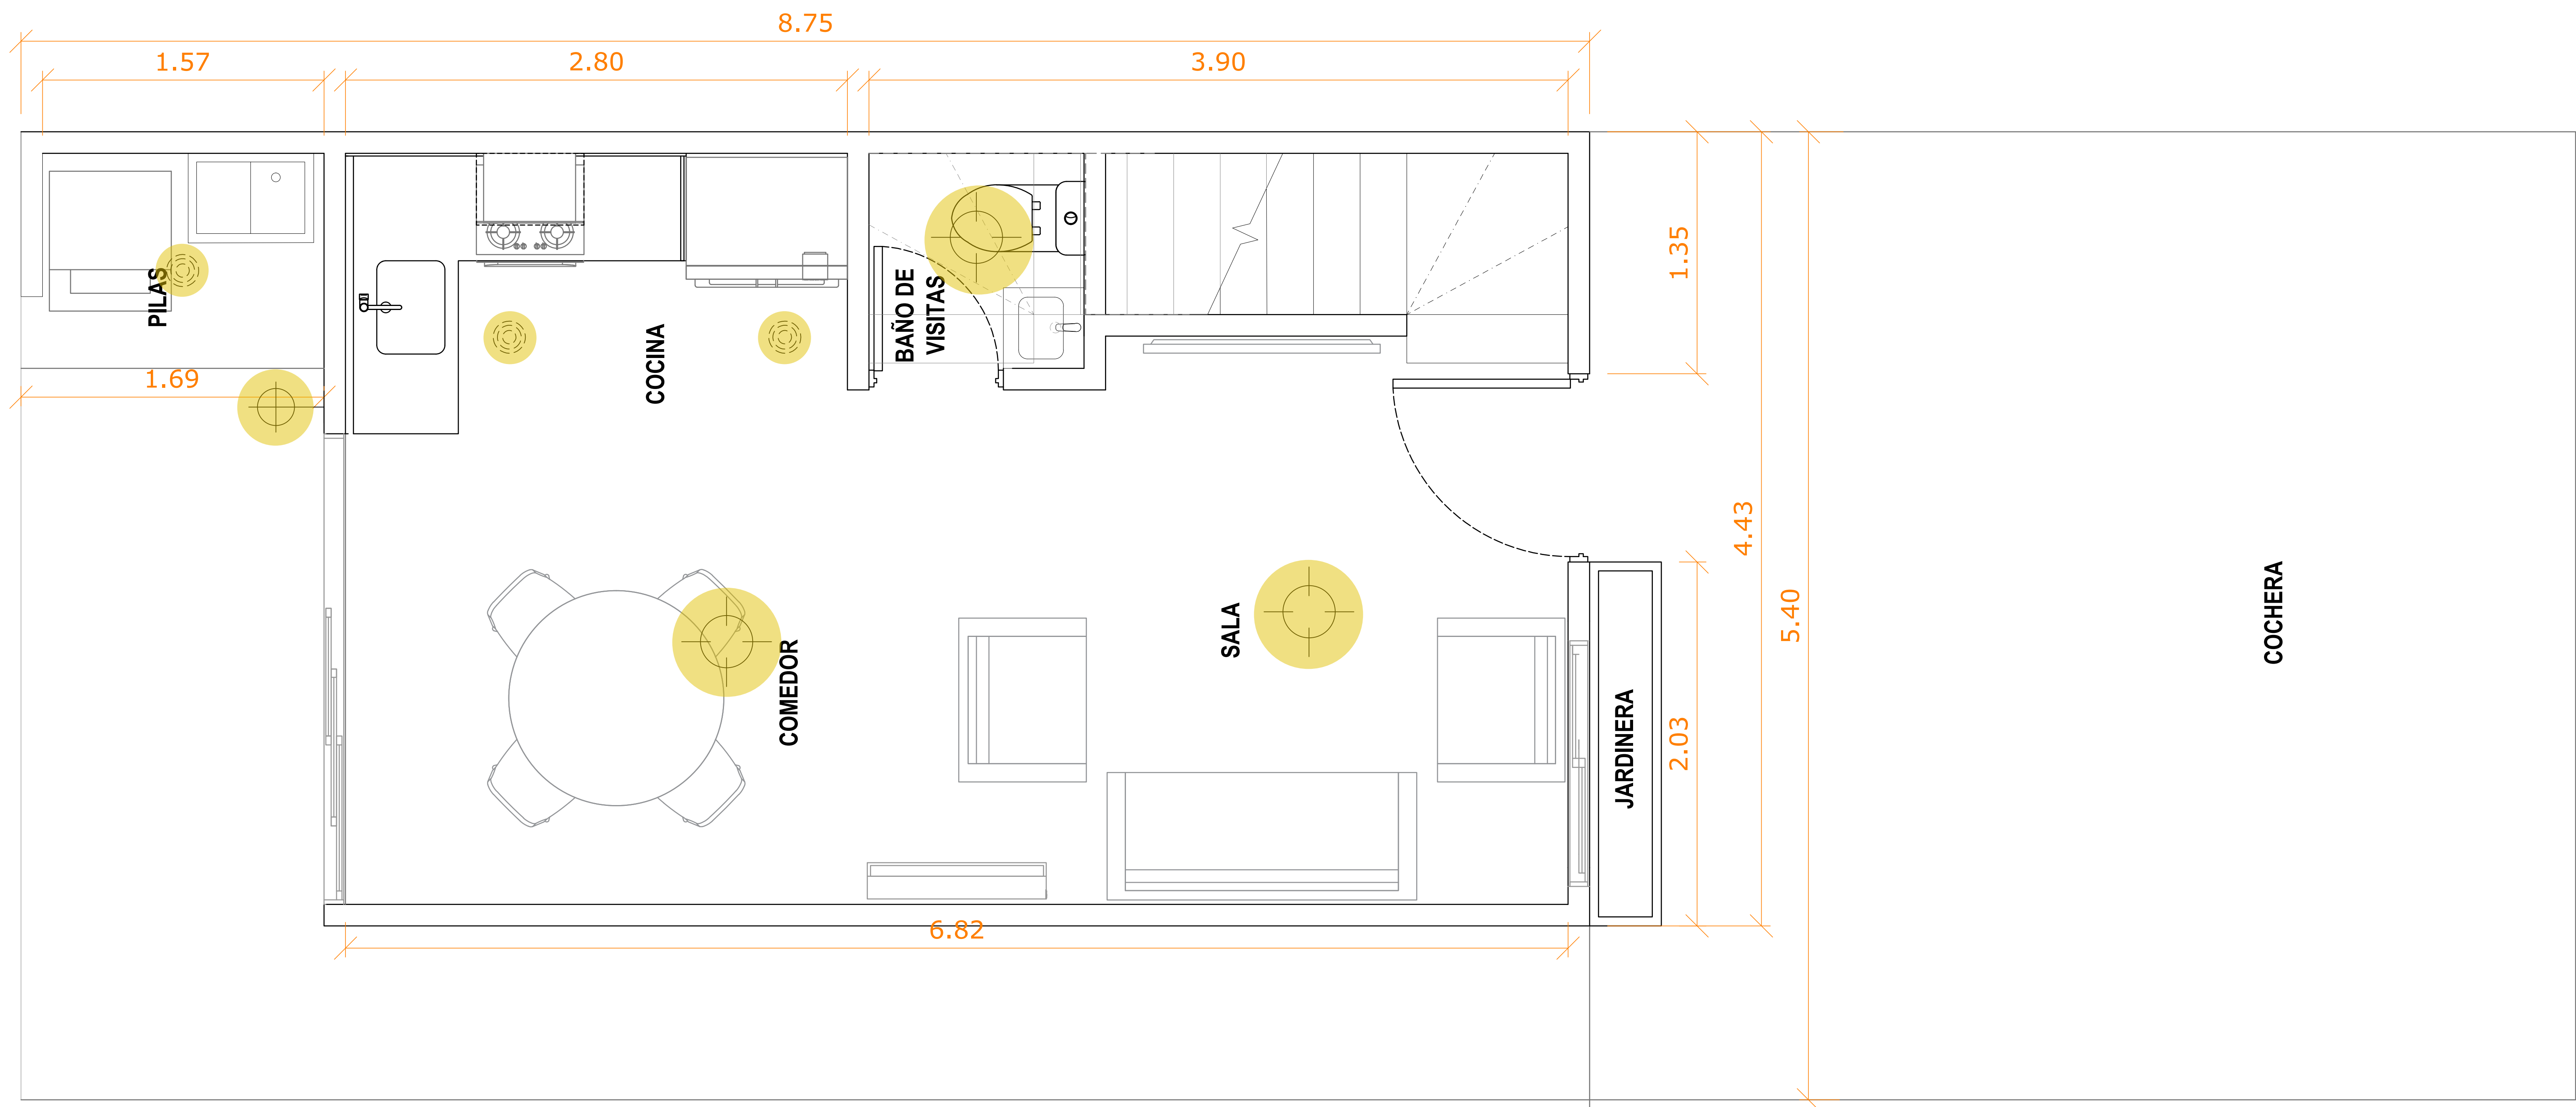 8.75
1.57
2.80
3.90
1.35
PILAS
BAÑO DE
VISITAS
COCINA
1.69
4.43
5.40
SALA
COMEDOR
COCHERA
JARDINERA
2.03
6.82